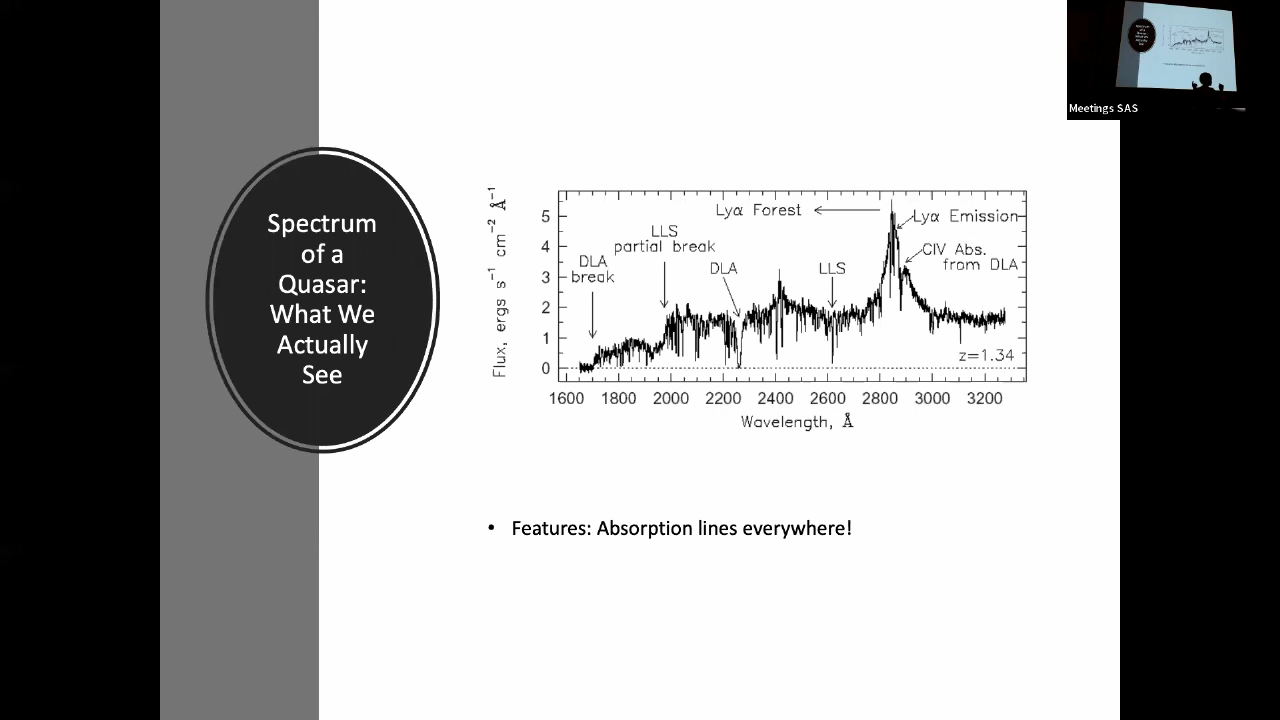 Meetings SAS
Spectrum
of a
Quasar:
What We
Actually
See
Flux, ergs s⁻¹ cm⁻² Å⁻¹
5
4
3
2
1
0
Lyα Forest
Lyα Emission
LLS
partial break
CIV Abs.
from DLA
DLA
break
DLA
LLS
z=1.34
1600 1800 2000 2200 2400 2600 2800 3000 3200
Wavelength, Å
• Features: Absorption lines everywhere!